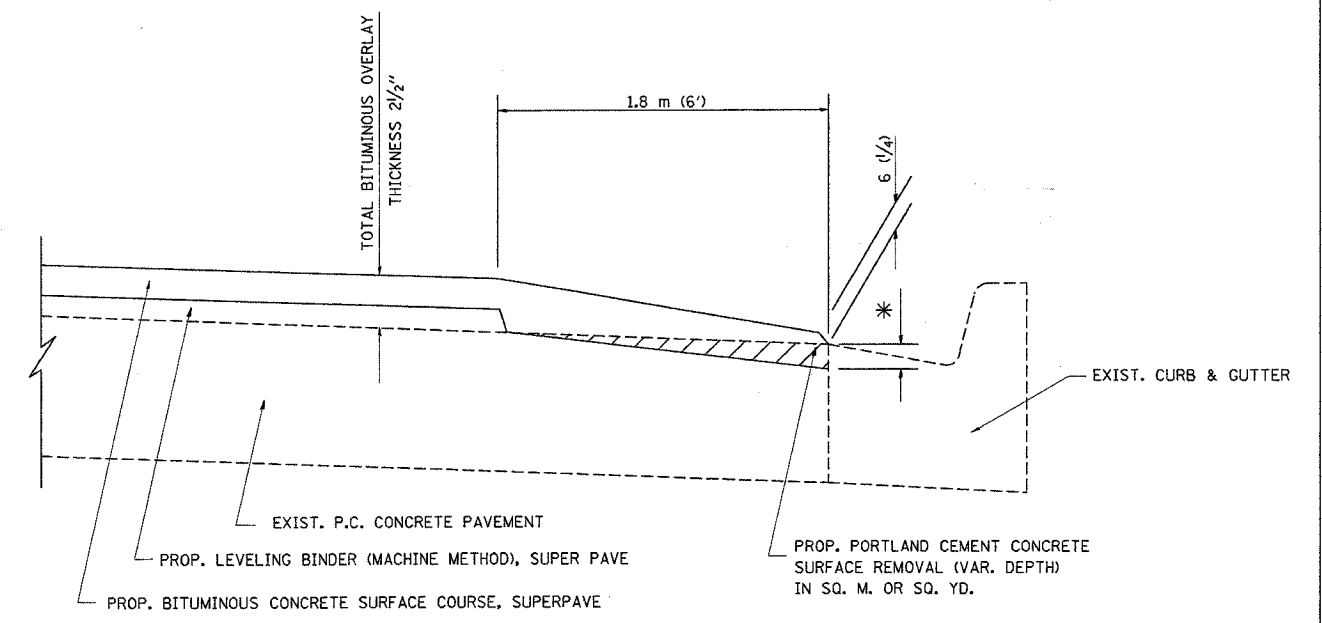 TOTAL BITUMINOUS OVERLAY
THICKNESS 2 1/2"
1.8 m (6')
6 (1/4)
*
EXIST. CURB & GUTTER
EXIST. P.C. CONCRETE PAVEMENT
PROP. LEVELING BINDER (MACHINE METHOD), SUPER PAVE
PROP. BITUMINOUS CONCRETE SURFACE COURSE, SUPERPAVE
PROP. PORTLAND CEMENT CONCRETE
SURFACE REMOVAL (VAR. DEPTH)
IN SQ. M. OR SQ. YD.